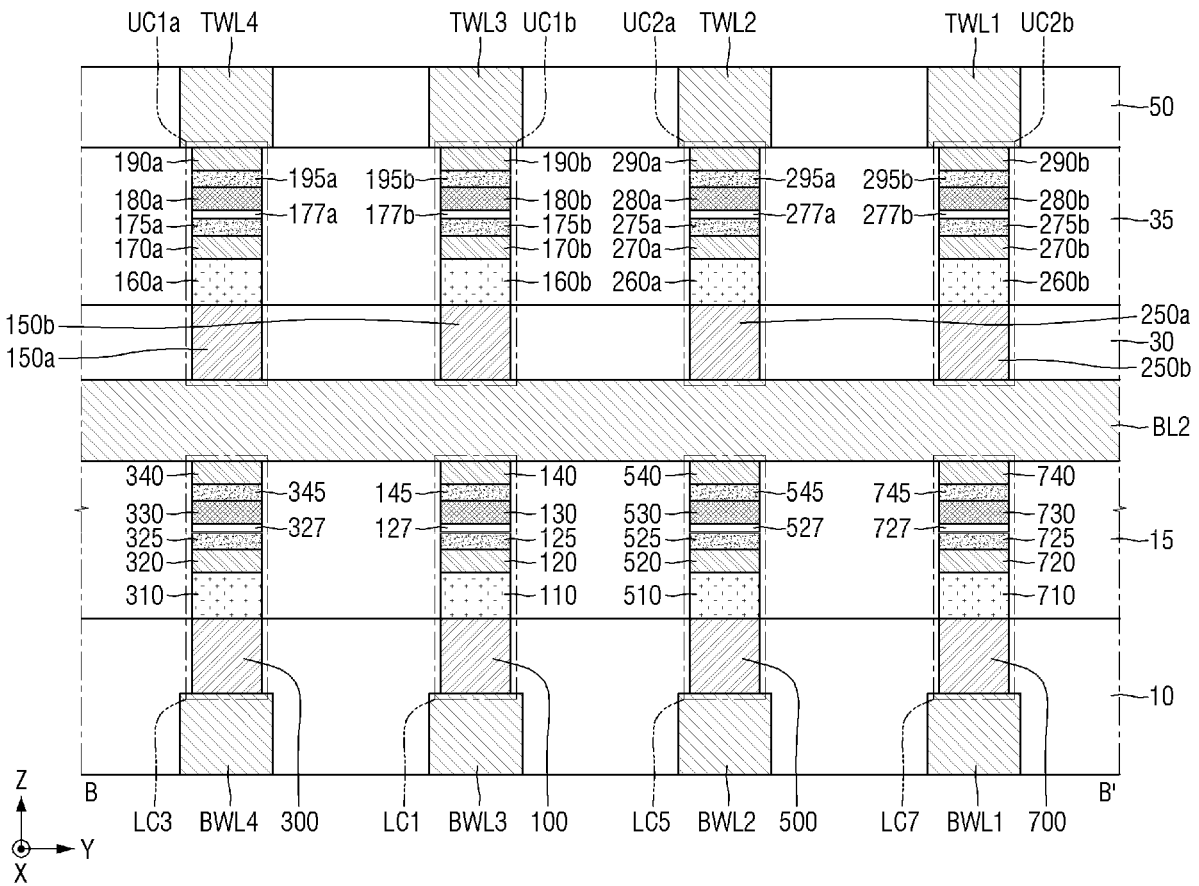 UC1a TWL4 TWL3 UC1b UC2a TWL2 TWL1 UC2b
50
190a 190b 290a 290b
195a 195b 295a 295b
180a 180b 280a 280b
177a 177b 277a 277b
35
175a 175b 275a 275b
170a 170b 270a 270b
160a 160b 260a 260b
150b 250a
30
150a 250b
BL2
340 140 540 740
345 145 545 745
330 130 530 730
327 127 527 727
15
325 125 525 725
320 120 520 720
310 110 510 710
10
Z
B B'
LC3 BWL4 300 LC1 BWL3 100 LC5 BWL2 500 LC7 BWL1 700
Y
X